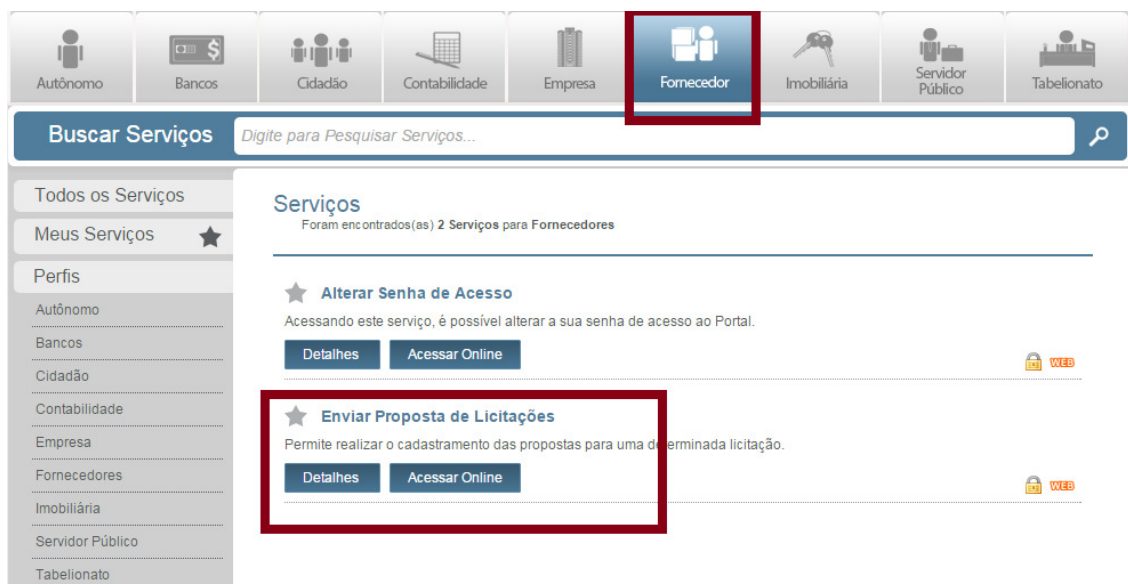 Autônomo
Bancos
Cidadão
Contabilidade
Empresa
Fornecedor
Imobiliária
Servidor
Público
Tabelionato
Buscar Serviços
Digite para Pesquisar Serviços...
Todos os Serviços
Meus Serviços
Perfis
Autônomo
Bancos
Cidadão
Contabilidade
Empresa
Fornecedores
Imobiliária
Servidor Público
Tabelionato
Serviços
Foram encontrados(as) 2 Serviços para Fornecedores
Alterar Senha de Acesso
Acessando este serviço, é possível alterar a sua senha de acesso ao Portal.
Detalhes Acessar Online
WEB
Enviar Proposta de Licitações
Permite realizar o cadastramento das propostas para uma determinada licitação.
Detalhes Acessar Online
WEB